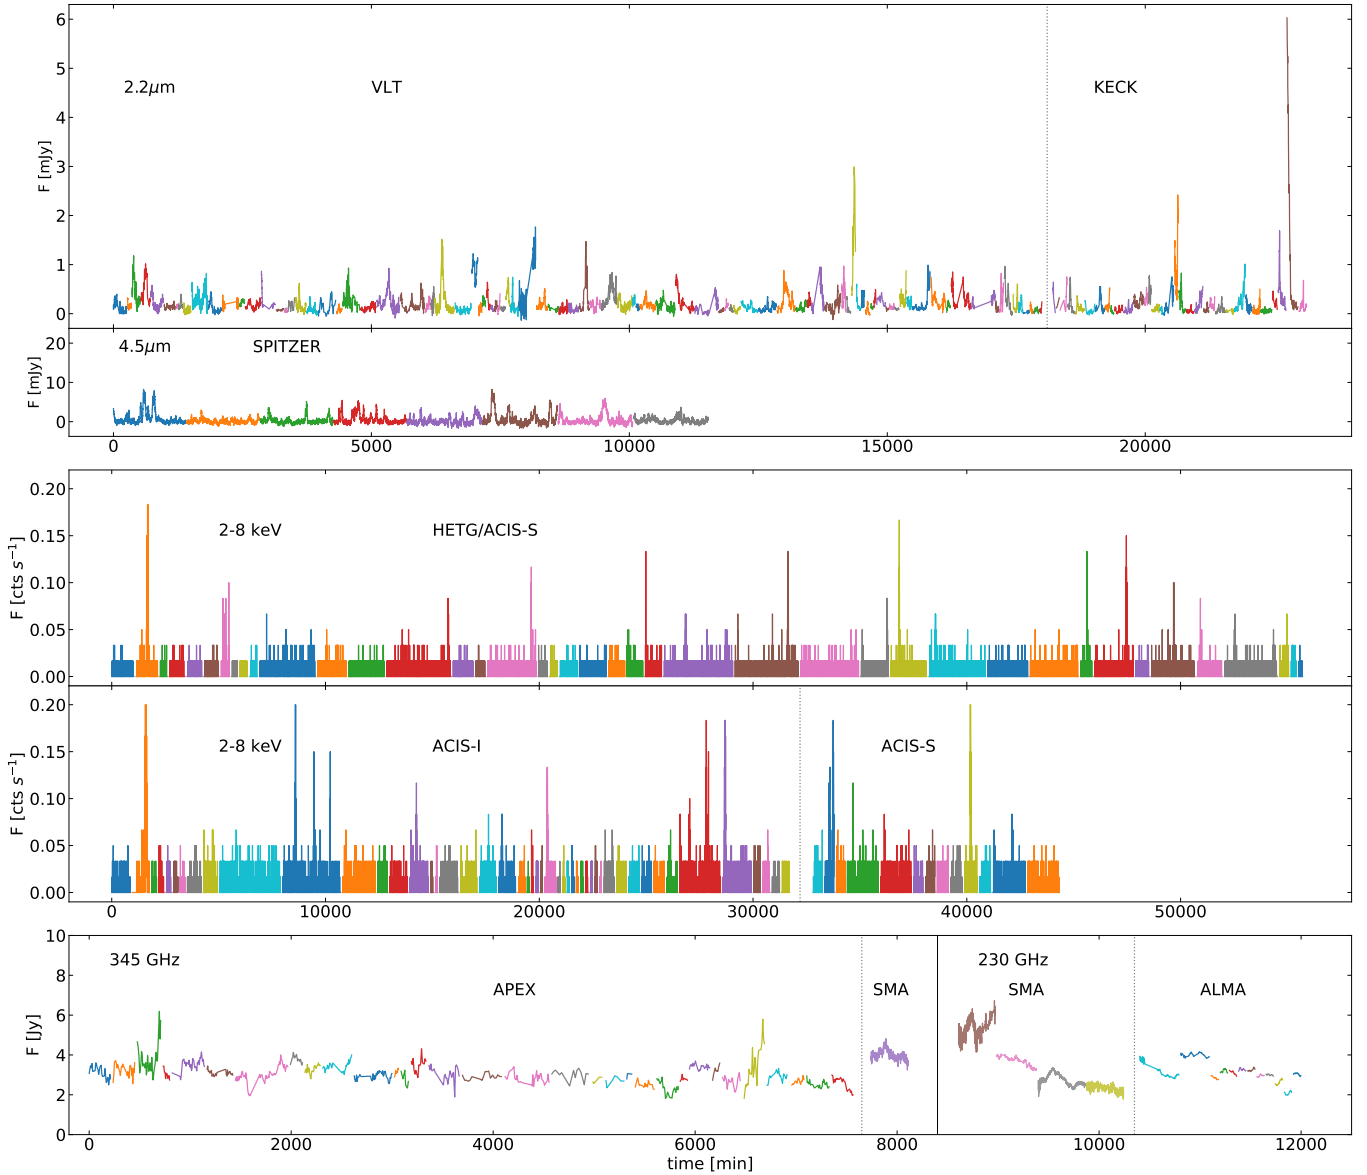 6
5
4
3
2
1
0
F [mJy]
2.2μm
VLT
KECK
20
10
0
F [mJy]
4.5μm
SPITZER
0 5000 10000 15000 20000
0.20
0.15
0.10
0.05
0.00
F [cts s⁻¹]
2-8 keV
HETG/ACIS-S
0.20
0.15
0.10
0.05
0.00
F [cts s⁻¹]
2-8 keV
ACIS-I
ACIS-S
0 10000 20000 30000 40000 50000
10
8
6
4
2
0
F [Jy]
345 GHz
APEX
SMA
230 GHz
SMA
ALMA
0 2000 4000 6000 8000 10000 12000
time [min]